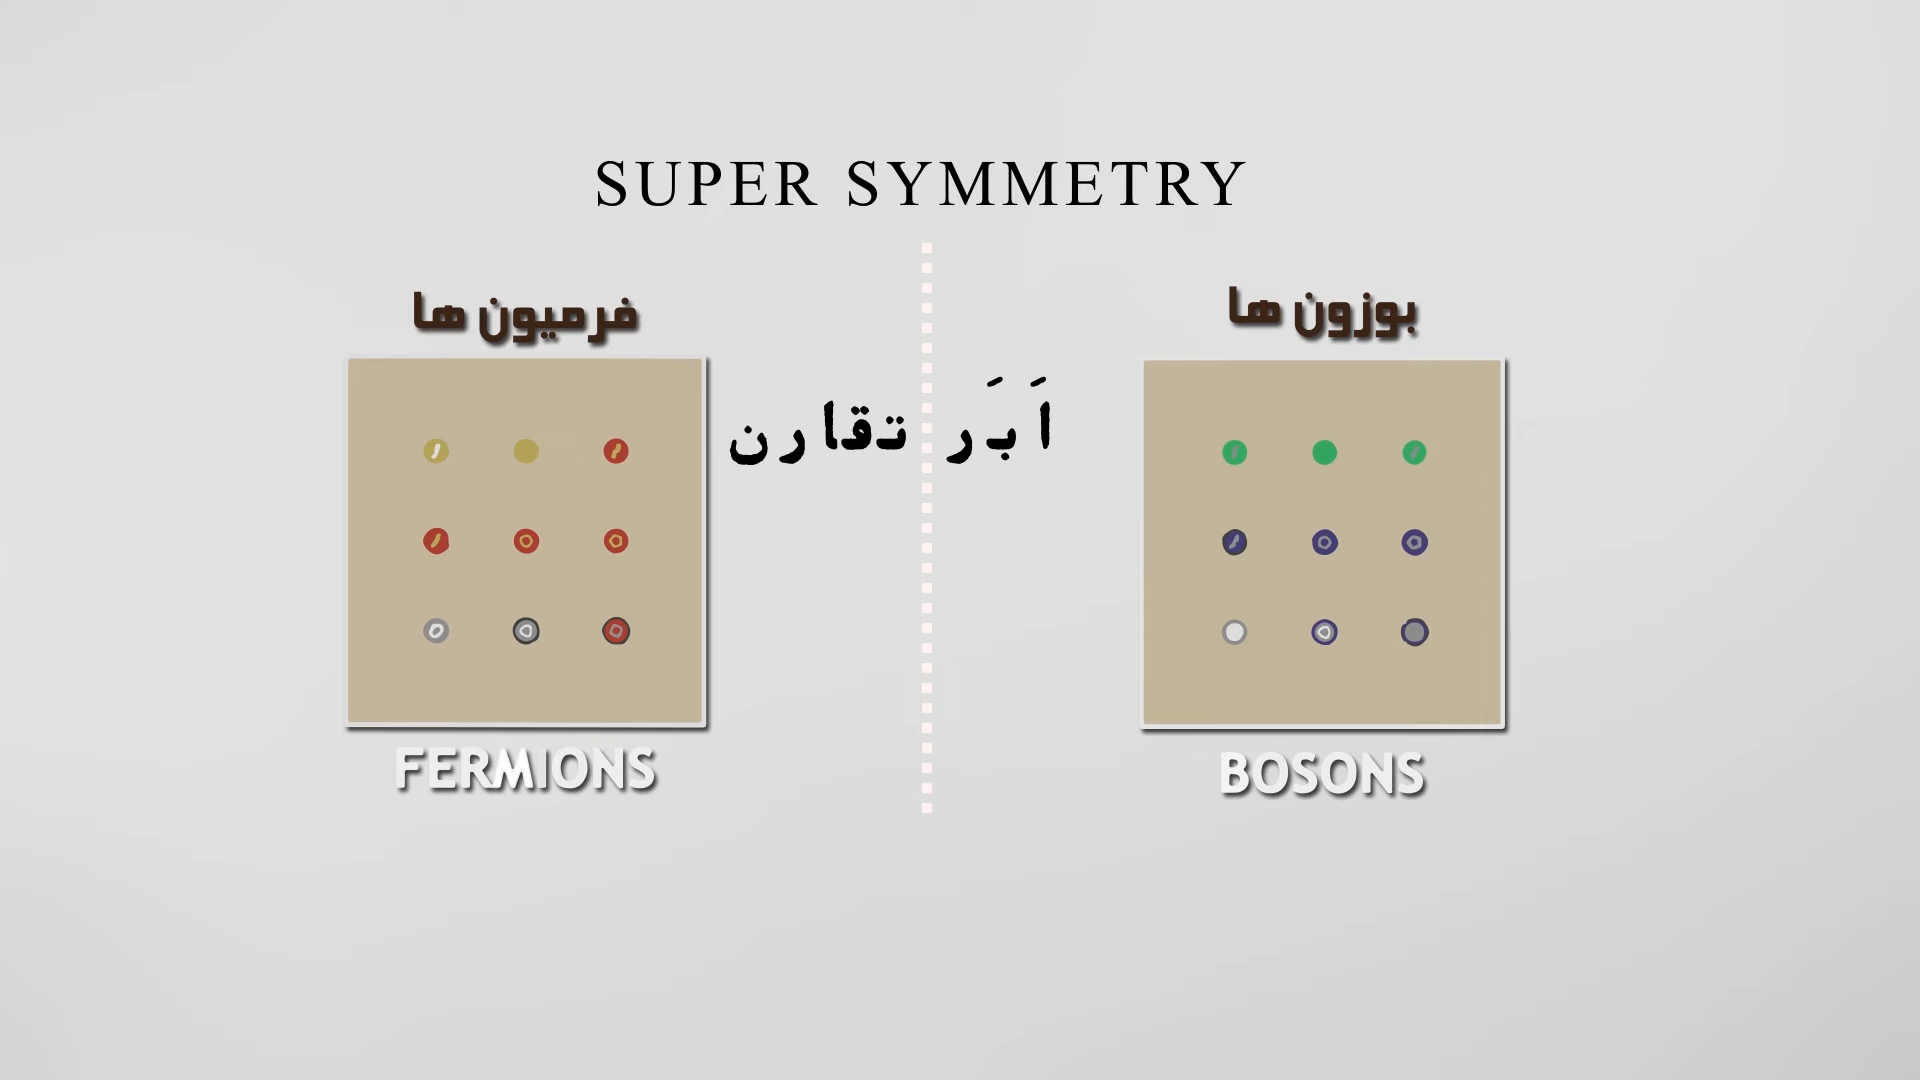 SUPER SYMMETRY
فرمیون ها
بوزون ها
اَبَر تقارن
FERMIONS
BOSONS